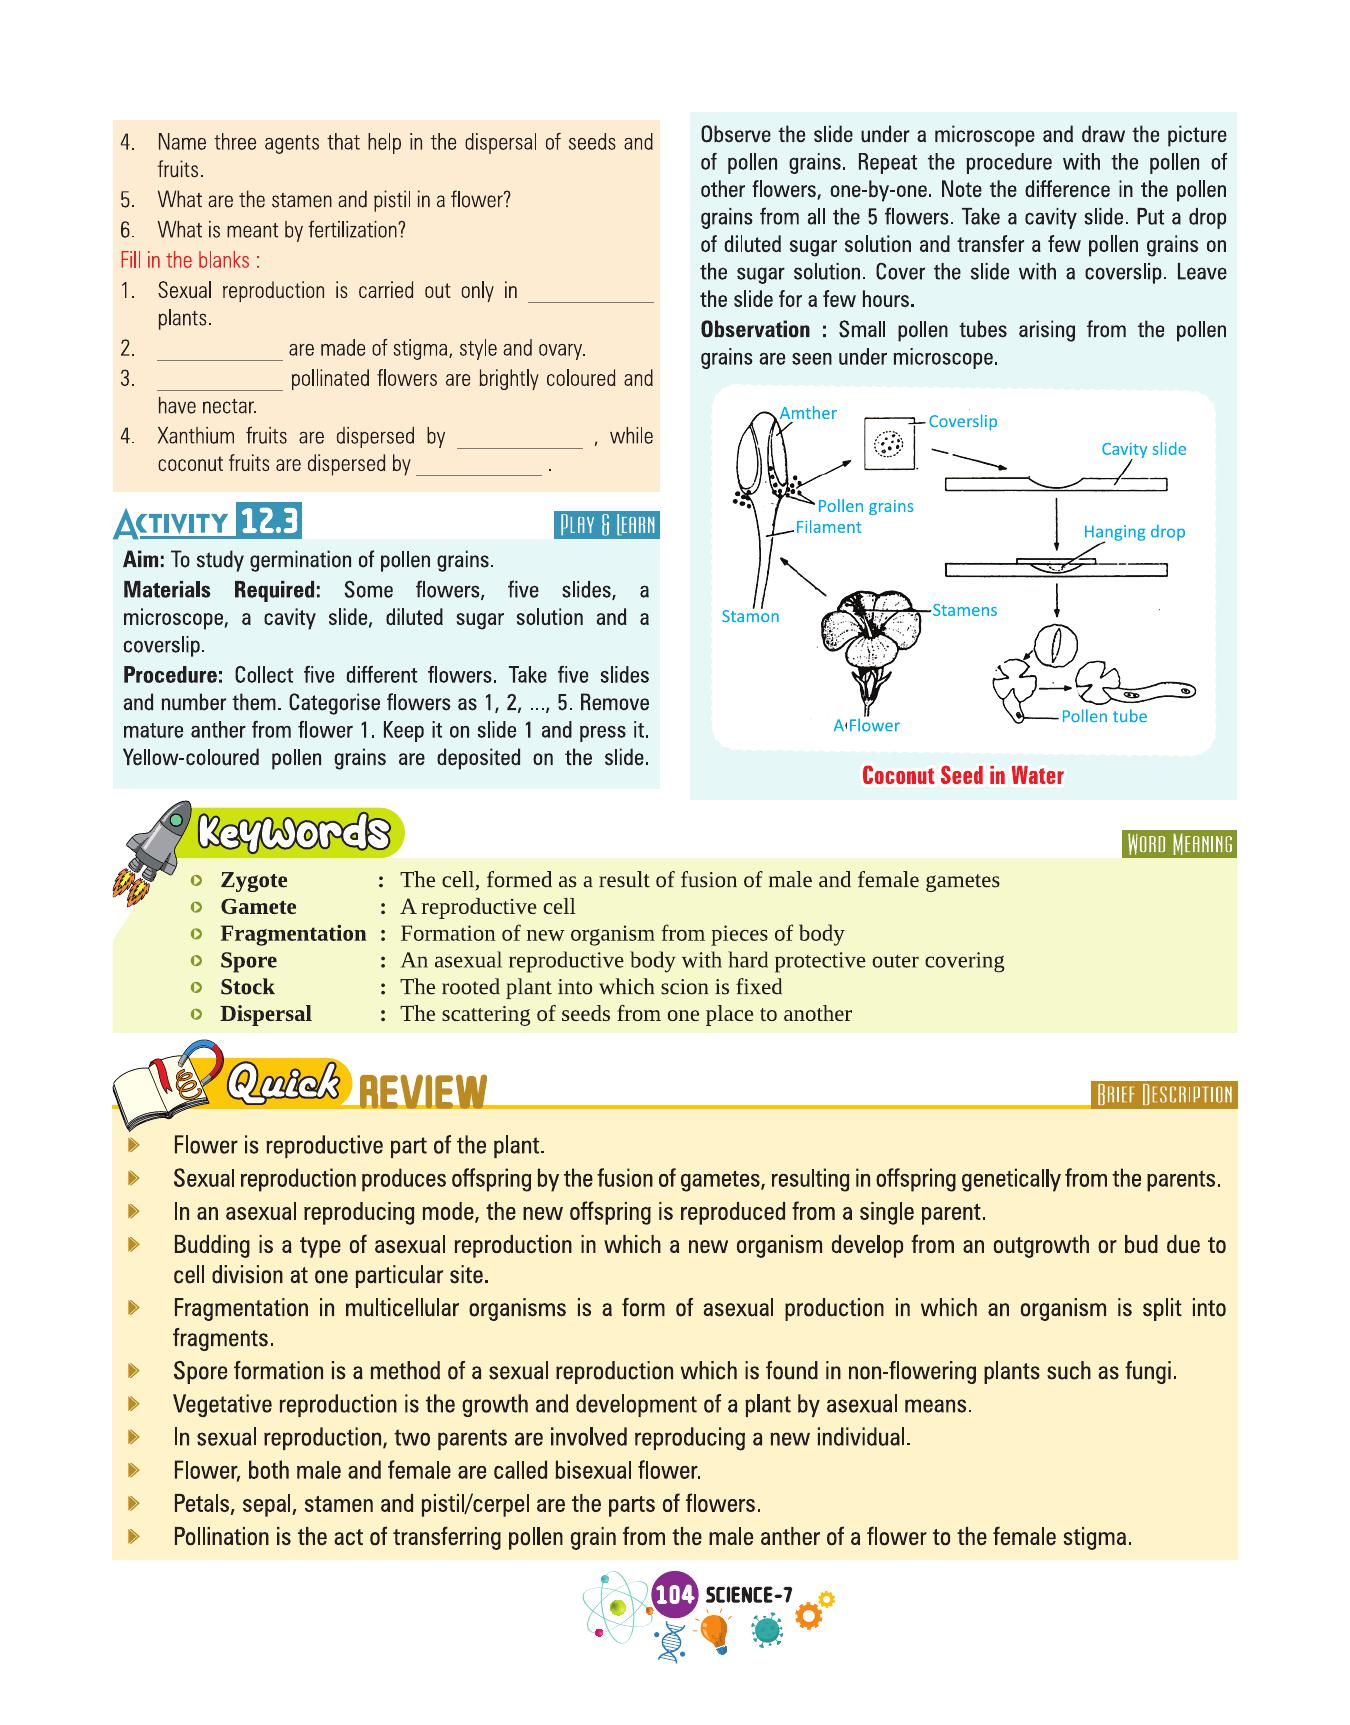 4. Name three agents that help in the dispersal of seeds and
fruits.
5. What are the stamen and pistil in a flower?
6. What is meant by fertilization?
Fill in the blanks :
1. Sexual reproduction is carried out only in ____________
plants.
2. ____________ are made of stigma, style and ovary.
3. ____________ pollinated flowers are brightly coloured and
have nectar.
4. Xanthium fruits are dispersed by ____________ , while
coconut fruits are dispersed by ____________ .
ACTIVITY 12.3
PLAY & LEARN
Aim: To study germination of pollen grains.
Materials Required: Some flowers, five slides, a
microscope, a cavity slide, diluted sugar solution and a
coverslip.
Procedure: Collect five different flowers. Take five slides
and number them. Categorise flowers as 1, 2, ..., 5. Remove
mature anther from flower 1. Keep it on slide 1 and press it.
Yellow-coloured pollen grains are deposited on the slide.
Observe the slide under a microscope and draw the picture
of pollen grains. Repeat the procedure with the pollen of
other flowers, one-by-one. Note the difference in the pollen
grains from all the 5 flowers. Take a cavity slide. Put a drop
of diluted sugar solution and transfer a few pollen grains on
the sugar solution. Cover the slide with a coverslip. Leave
the slide for a few hours.
Observation : Small pollen tubes arising from the pollen
grains are seen under microscope.
Amther
Coverslip
Cavity slide
Pollen grains
Filament
Hanging drop
Stamon
Stamens
A Flower
Pollen tube
Coconut Seed in Water
Keywords
WORD MEANING
Zygote : The cell, formed as a result of fusion of male and female gametes
Gamete : A reproductive cell
Fragmentation : Formation of new organism from pieces of body
Spore : An asexual reproductive body with hard protective outer covering
Stock : The rooted plant into which scion is fixed
Dispersal : The scattering of seeds from one place to another
Quick REVIEW
BRIEF DESCRIPTION
Flower is reproductive part of the plant.
Sexual reproduction produces offspring by the fusion of gametes, resulting in offspring genetically from the parents.
In an asexual reproducing mode, the new offspring is reproduced from a single parent.
Budding is a type of asexual reproduction in which a new organism develop from an outgrowth or bud due to
cell division at one particular site.
Fragmentation in multicellular organisms is a form of asexual production in which an organism is split into
fragments.
Spore formation is a method of a sexual reproduction which is found in non-flowering plants such as fungi.
Vegetative reproduction is the growth and development of a plant by asexual means.
In sexual reproduction, two parents are involved reproducing a new individual.
Flower, both male and female are called bisexual flower.
Petals, sepal, stamen and pistil/cerpel are the parts of flowers.
Pollination is the act of transferring pollen grain from the male anther of a flower to the female stigma.
104 SCIENCE-7